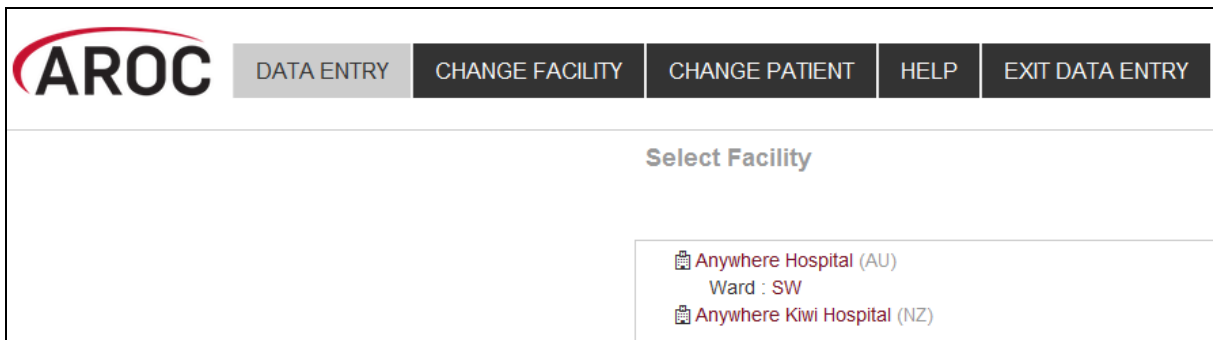 AROC DATA ENTRY CHANGE FACILITY CHANGE PATIENT HELP EXIT DATA ENTRY
Select Facility
Anywhere Hospital (AU)
Ward : SW
Anywhere Kiwi Hospital (NZ)